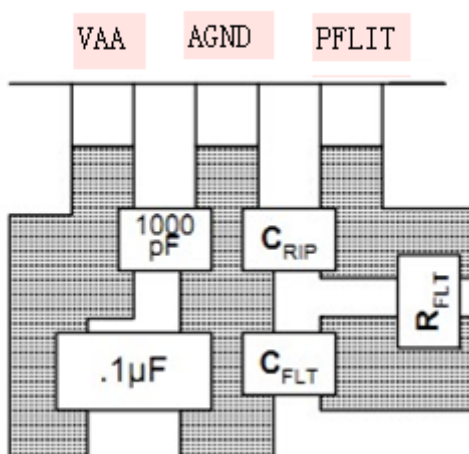 VAA AGND PFLIT
1000
pF
CRIP
RFLT
.1µF
CFLT